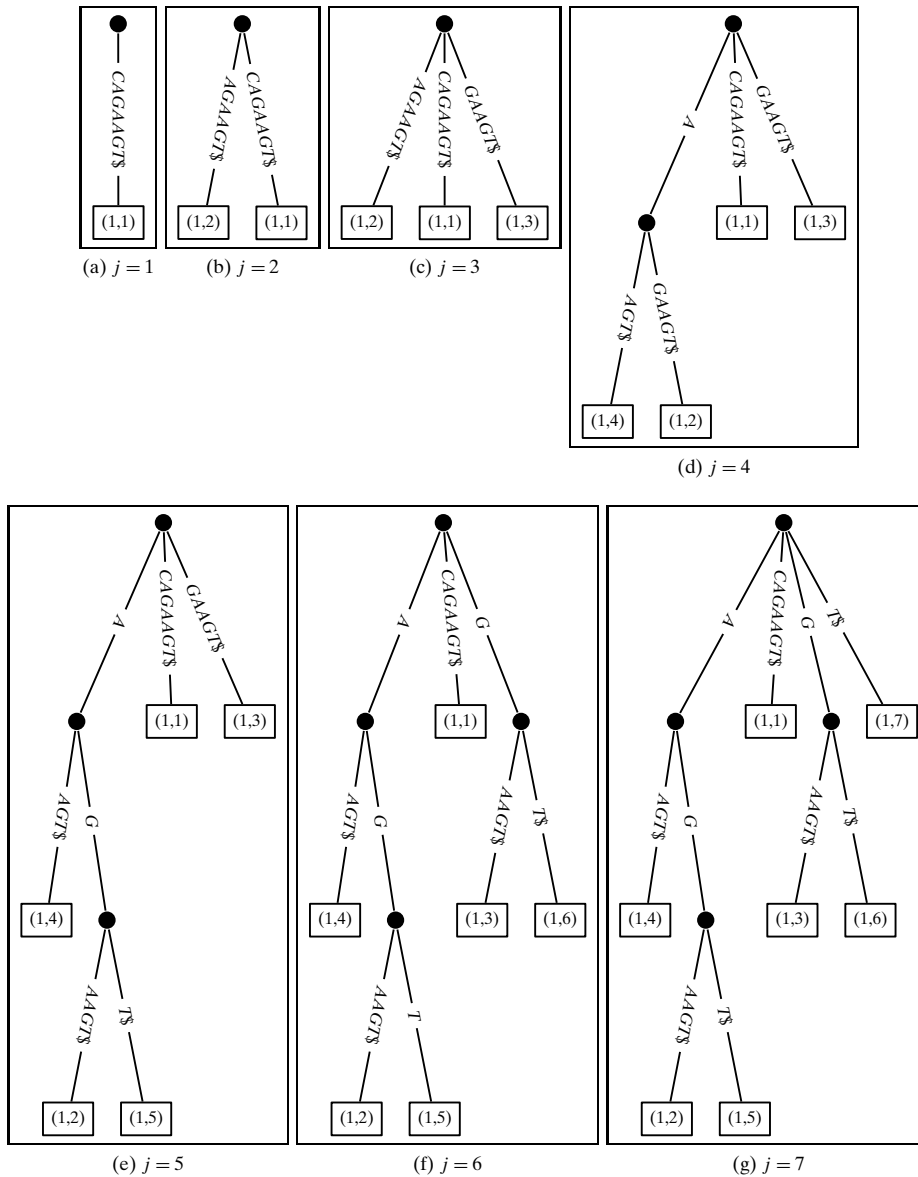 CAGAAGT$
(1,1)
(a) j = 1
AGAAGT$ CAGAAGT$
(1,2) (1,1)
(b) j = 2
AGAAGT$ CAGAAGT$ GAAGT$
(1,2) (1,1) (1,3)
(c) j = 3
A CAGAAGT$ GAAGT$
(1,1) (1,3)
AGT$ GAAGT$
(1,4) (1,2)
(d) j = 4
A CAGAAGT$ GAAGT$
(1,1) (1,3)
AGT$ G
(1,4)
AAGT$ T$
(1,2) (1,5)
(e) j = 5
A CAGAAGT$ G
(1,1)
AGT$ G AAGT$ T$
(1,4) (1,3) (1,6)
AAGT$ T
(1,2) (1,5)
(f) j = 6
A CAGAAGT$ G T$
(1,1) (1,7)
AGT$ G AAGT$ T$
(1,4) (1,3) (1,6)
AAGT$ T$
(1,2) (1,5)
(g) j = 7